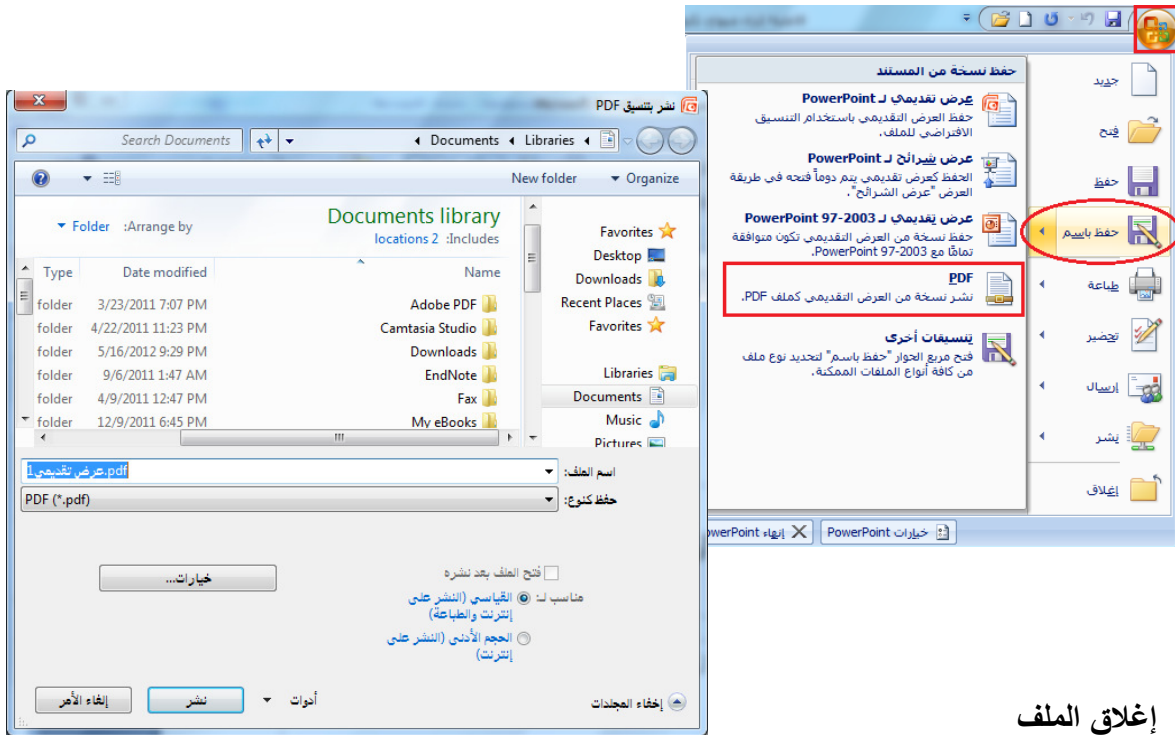 حفظ نسخة من المستند
جديد
عرض تقديمي لـ PowerPoint
حفظ العرض التقديمي باستخدام التنسيق
الافتراضي للملف.
فتح
عرض شرائح لـ PowerPoint
الحفظ كعرض تقديمي يتم دوماً فتحه في طريقة
العرض "عرض الشرائح".
حفظ
عرض تقديمي لـ PowerPoint 97-2003
حفظ نسخة من العرض التقديمي تكون متوافقة
تمامًا مع PowerPoint 97-2003.
حفظ باسم
PDF
نشر نسخة من العرض التقديمي كملف PDF.
طباعة
تنسيقات أخرى
فتح مربع الحوار "حفظ باسم" لتحديد نوع ملف
من كافة أنواع الملفات الممكنة.
تحضير
إرسال
نشر
إغلاق
خيارات PowerPoint
إنهاء PowerPoint
نشر بتنسيق PDF
Libraries
Documents
Search Documents
Organize
New folder
Favorites
Desktop
Downloads
Recent Places
Favorites
Libraries
Documents
Music
Pictures
Documents library
Includes: 2 locations
Arrange by: Folder
Name Date modified Type
Adobe PDF 3/23/2011 7:07 PM folder
Camtasia Studio 4/22/2011 11:23 PM folder
Downloads 5/16/2012 9:29 PM folder
EndNote 9/6/2011 1:47 AM folder
Fax 4/9/2011 12:47 PM folder
My eBooks 12/9/2011 6:45 PM folder
اسم الملف: عرض تقديمي1.pdf
حفظ كنوع: PDF (*.pdf)
فتح الملف بعد نشره
خيارات...
مناسب لـ: القياسي (النشر على
إنترنت والطباعة)
الحجم الأدنى (النشر على
إنترنت)
إخفاء المجلدات
أدوات
نشر
إلغاء الأمر
إغلاق الملف